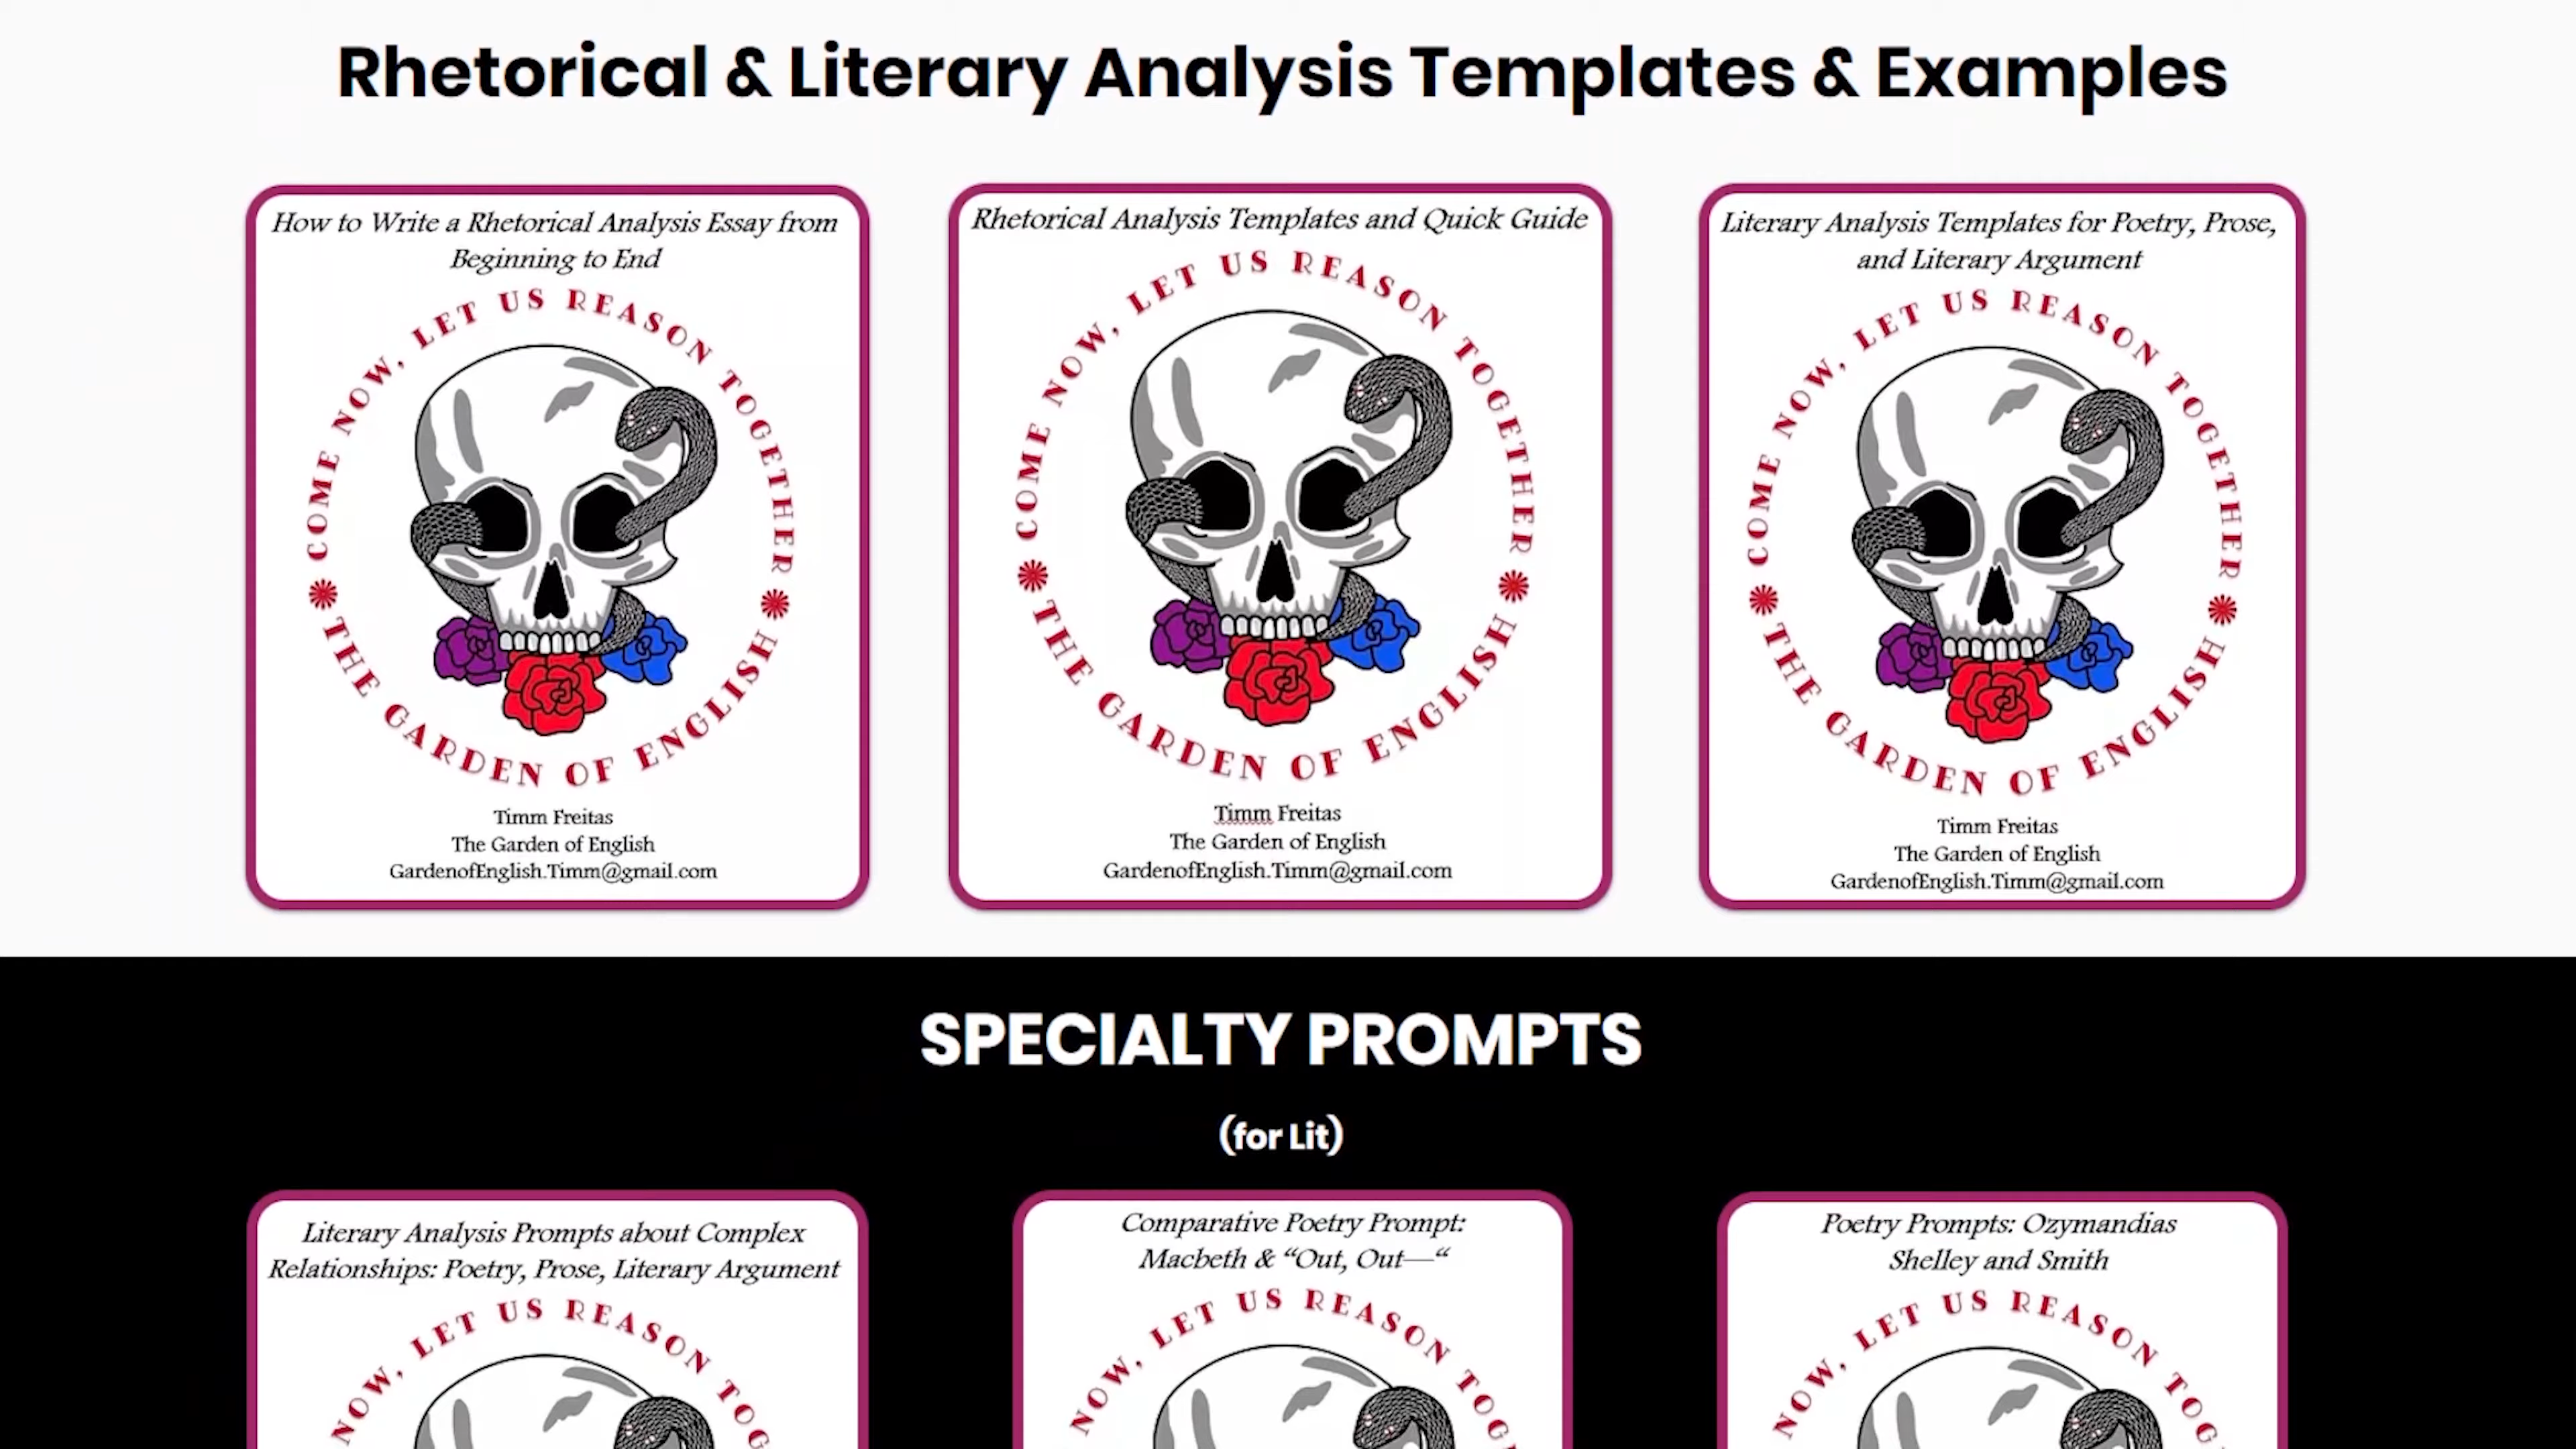 Rhetorical & Literary Analysis Templates & Examples
How to Write a Rhetorical Analysis Essay from
Beginning to End
COME NOW, LET US REASON TOGETHER
THE GARDEN OF ENGLISH
Timm Freitas
The Garden of English
GardenofEnglish.Timm@gmail.com
Rhetorical Analysis Templates and Quick Guide
COME NOW, LET US REASON TOGETHER
THE GARDEN OF ENGLISH
Timm Freitas
The Garden of English
GardenofEnglish.Timm@gmail.com
Literary Analysis Templates for Poetry, Prose,
and Literary Argument
COME NOW, LET US REASON TOGETHER
THE GARDEN OF ENGLISH
Timm Freitas
The Garden of English
GardenofEnglish.Timm@gmail.com
SPECIALTY PROMPTS
(for Lit)
Literary Analysis Prompts about Complex
Relationships: Poetry, Prose, Literary Argument
NOW, LET US REASON TOG
Comparative Poetry Prompt:
Macbeth & “Out, Out—“
NOW, LET US REASON TOG
Poetry Prompts: Ozymandias
Shelley and Smith
NOW, LET US REASON TOG